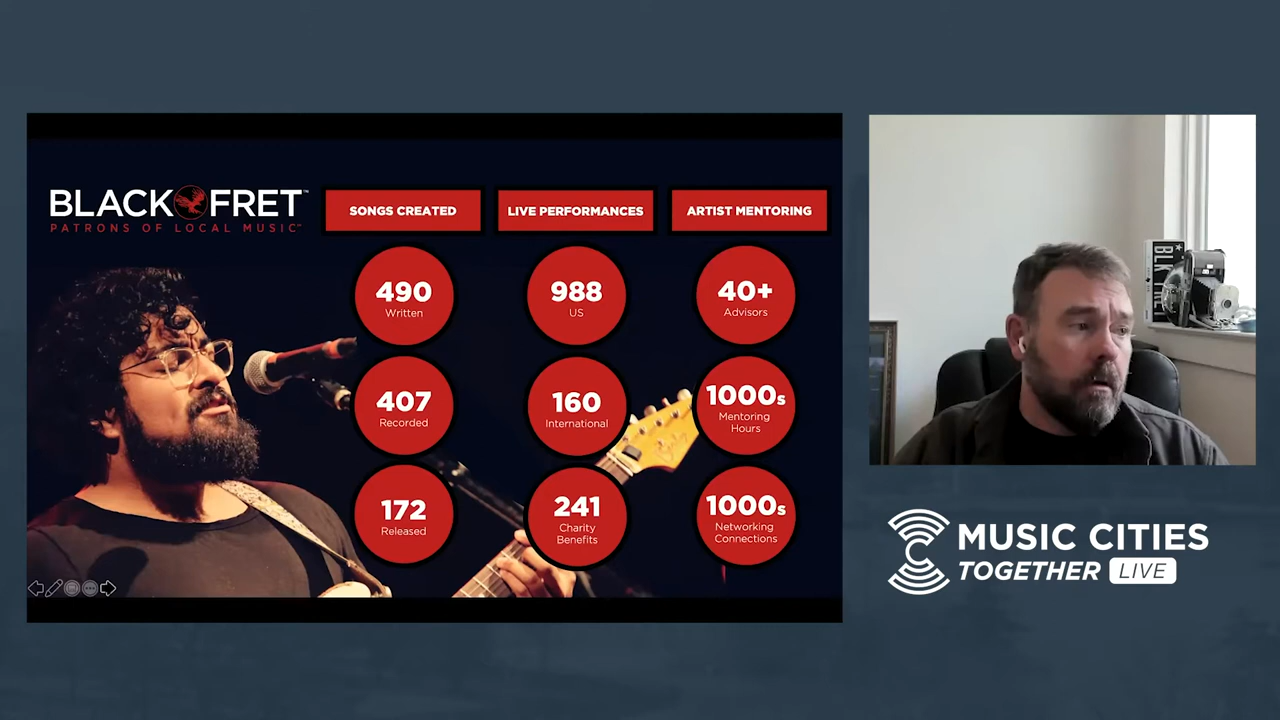 BLACK FRET™
PATRONS OF LOCAL MUSIC
SONGS CREATED
490
Written
407
Recorded
172
Released
LIVE PERFORMANCES
988
US
160
International
241
Charity
Benefits
ARTIST MENTORING
40+
Advisors
1000s
Mentoring
Hours
1000s
Networking
Connections
MUSIC CITIES
TOGETHER LIVE